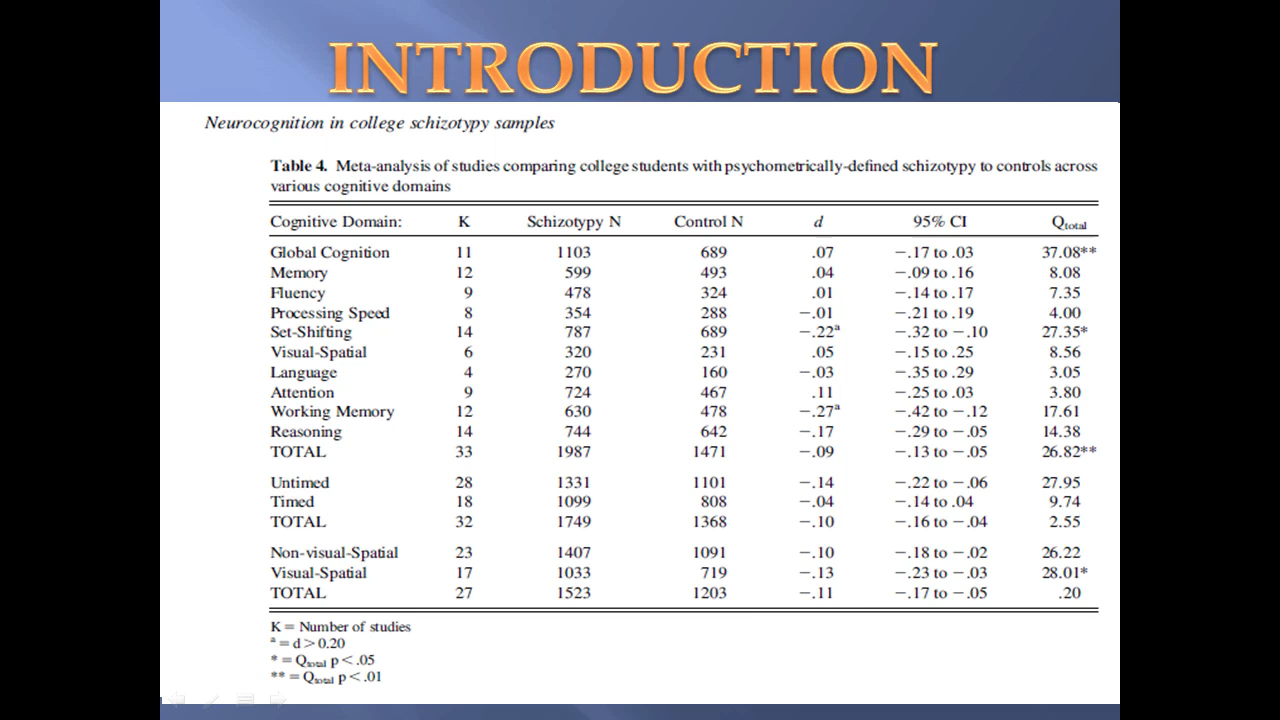 INTRODUCTION
Neurocognition in college schizotypy samples
Table 4. Meta-analysis of studies comparing college students with psychometrically-defined schizotypy to controls across
various cognitive domains
Cognitive Domain: K Schizotypy N Control N d 95% CI Qtotal
Global Cognition 11 1103 689 .07 −.17 to .03 37.08**
Memory 12 599 493 .04 −.09 to .16 8.08
Fluency 9 478 324 .01 −.14 to .17 7.35
Processing Speed 8 354 288 −.01 −.21 to .19 4.00
Set-Shifting 14 787 689 −.22a −.32 to −.10 27.35*
Visual-Spatial 6 320 231 .05 −.15 to .25 8.56
Language 4 270 160 −.03 −.35 to .29 3.05
Attention 9 724 467 .11 −.25 to .03 3.80
Working Memory 12 630 478 −.27a −.42 to −.12 17.61
Reasoning 14 744 642 −.17 −.29 to −.05 14.38
TOTAL 33 1987 1471 −.09 −.13 to −.05 26.82**
Untimed 28 1331 1101 −.14 −.22 to −.06 27.95
Timed 18 1099 808 −.04 −.14 to .04 9.74
TOTAL 32 1749 1368 −.10 −.16 to −.04 2.55
Non-visual-Spatial 23 1407 1091 −.10 −.18 to −.02 26.22
Visual-Spatial 17 1033 719 −.13 −.23 to −.03 28.01*
TOTAL 27 1523 1203 −.11 −.17 to −.05 .20
K = Number of studies
a = d > 0.20
* = Qtotal p < .05
** = Qtotal p < .01